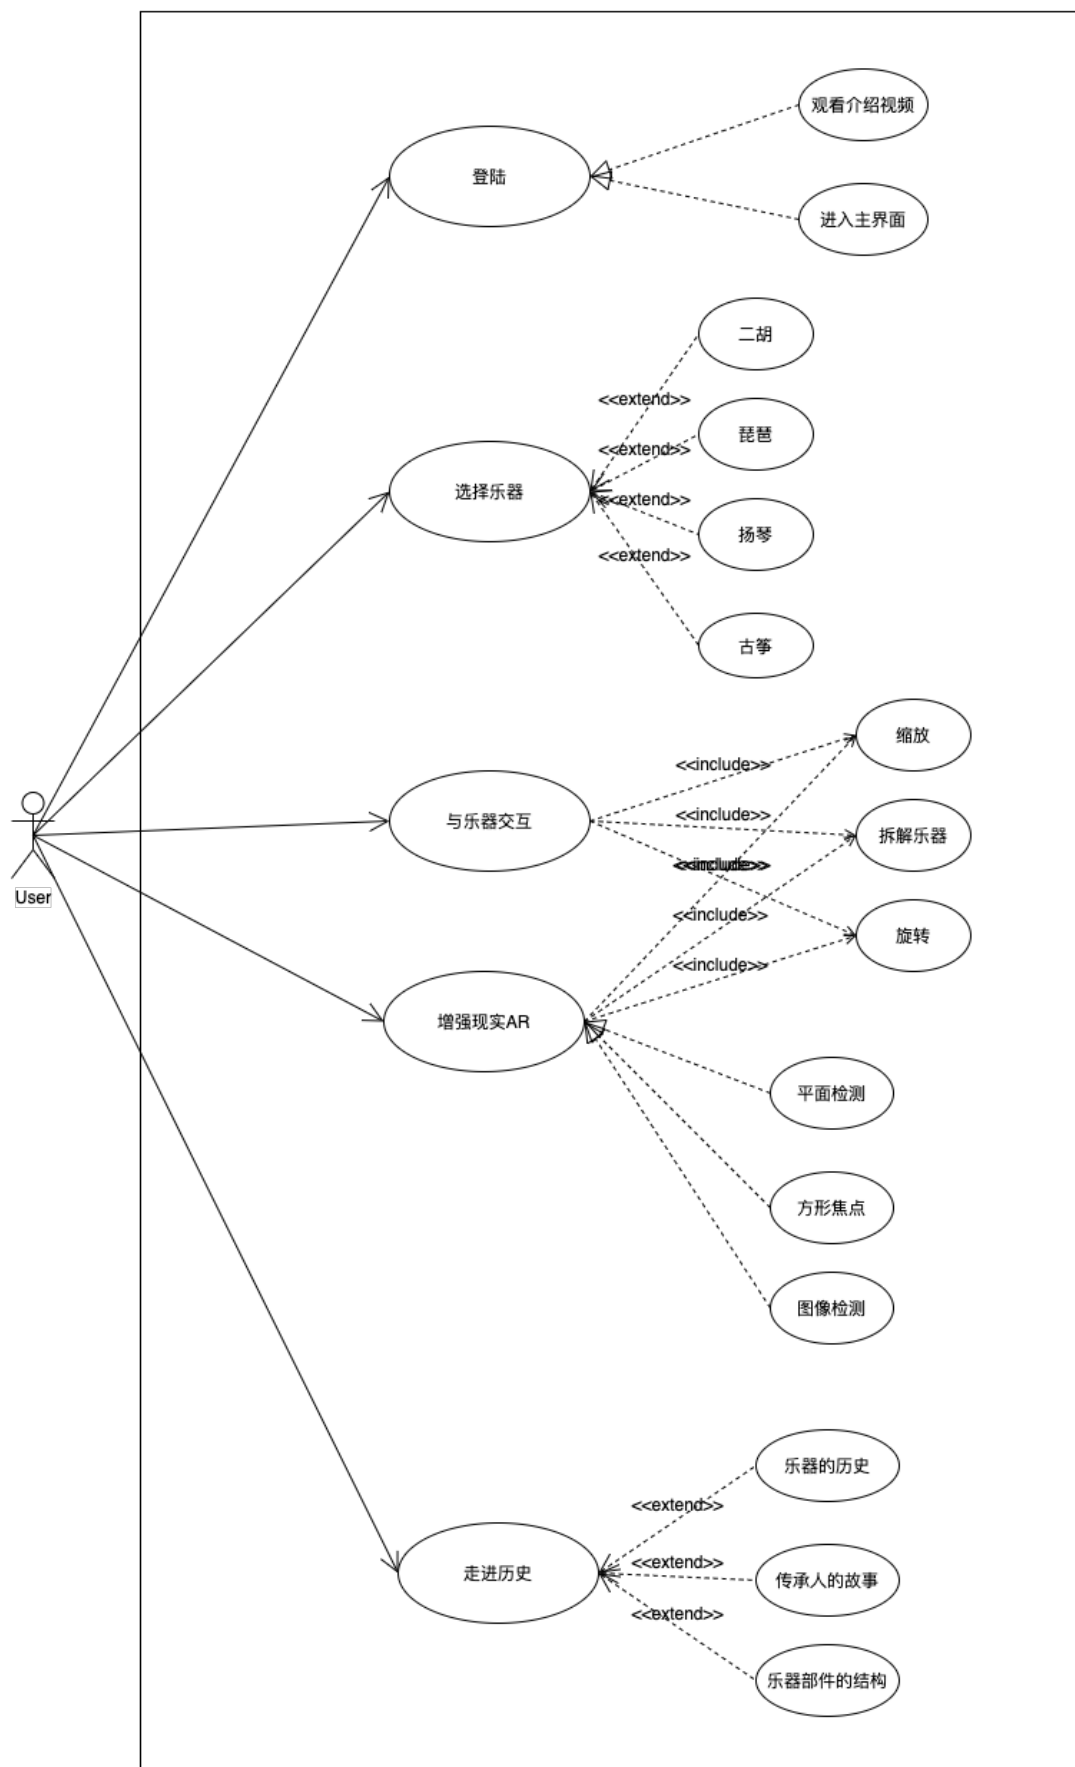 观看介绍视频
登陆
进入主界面
二胡
<<extend>>
琵琶
<<extend>>
选择乐器
<<extend>>
扬琴
<<extend>>
古筝
缩放
<<include>>
<<include>>
与乐器交互
拆解乐器
<<include>>
<<include>>
User
<<include>>
旋转
<<include>>
增强现实AR
平面检测
方形焦点
图像检测
乐器的历史
<<extend>>
<<extend>>
走进历史
传承人的故事
<<extend>>
乐器部件的结构